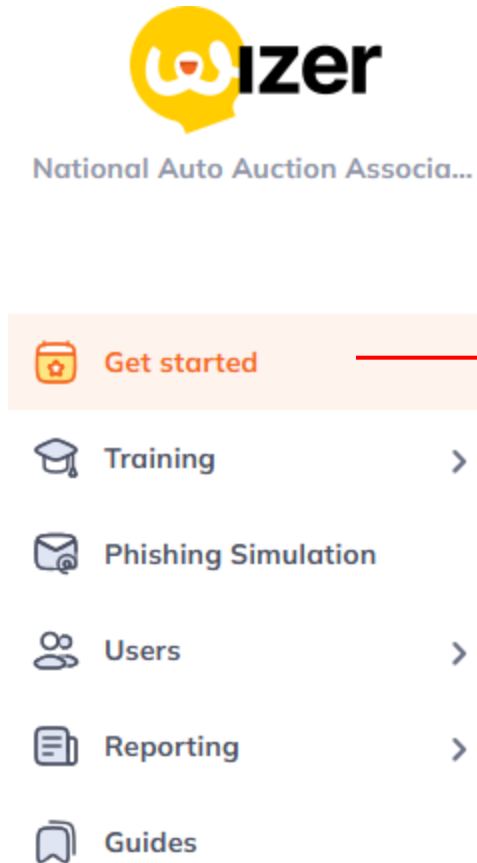 wizer
National Auto Auction Associa...
Get started
Training
Phishing Simulation
Users
Reporting
Guides